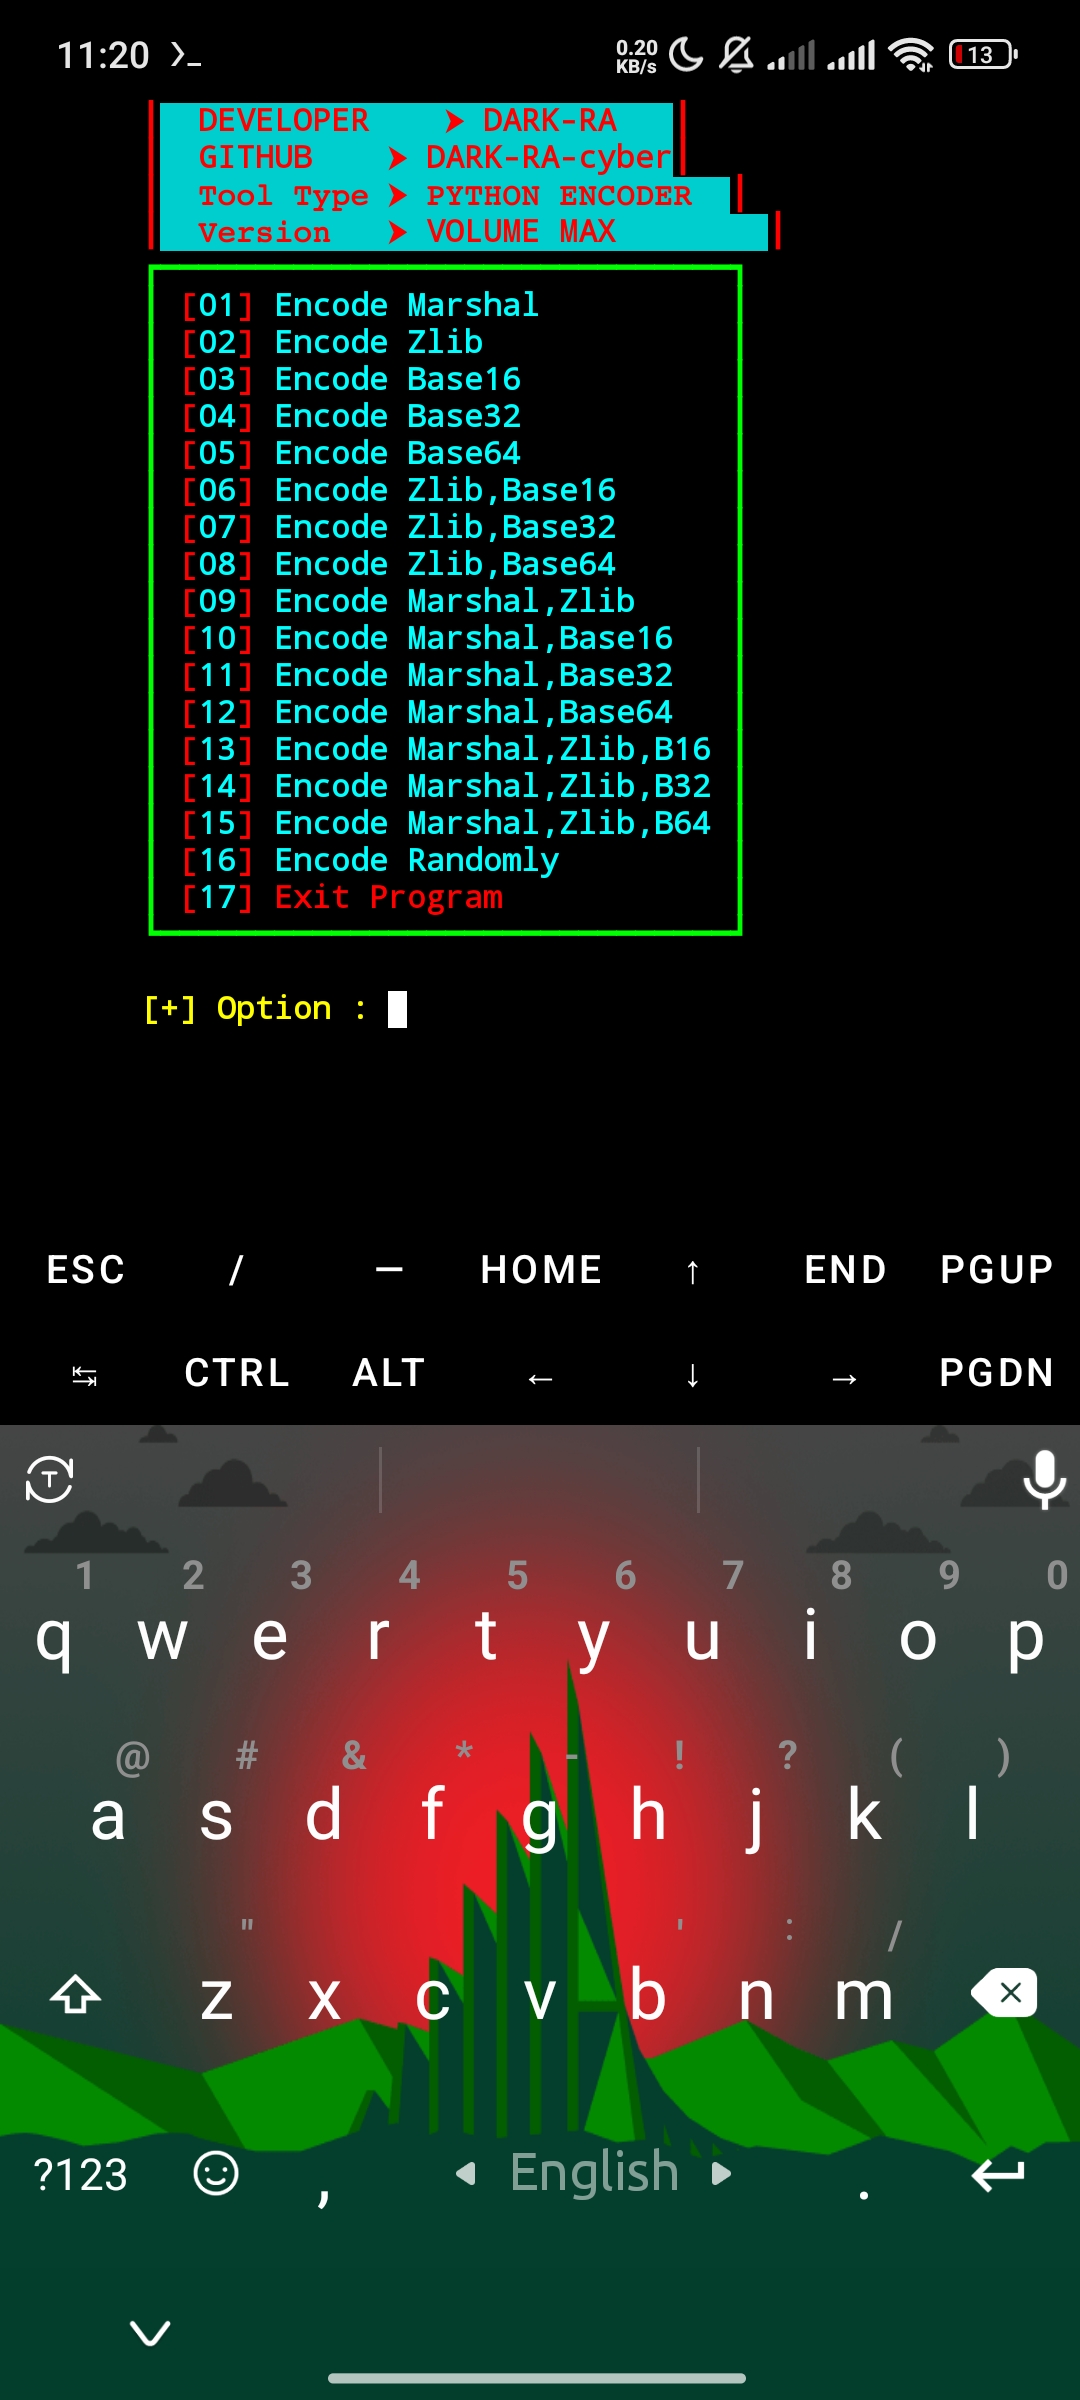 11:20 0.20 KB/s 13
DEVELOPER ➤ DARK-RA
GITHUB ➤ DARK-RA-cyber
Tool Type ➤ PYTHON ENCODER
Version ➤ VOLUME MAX
[01] Encode Marshal
[02] Encode Zlib
[03] Encode Base16
[04] Encode Base32
[05] Encode Base64
[06] Encode Zlib,Base16
[07] Encode Zlib,Base32
[08] Encode Zlib,Base64
[09] Encode Marshal,Zlib
[10] Encode Marshal,Base16
[11] Encode Marshal,Base32
[12] Encode Marshal,Base64
[13] Encode Marshal,Zlib,B16
[14] Encode Marshal,Zlib,B32
[15] Encode Marshal,Zlib,B64
[16] Encode Randomly
[17] Exit Program
[+] Option :
ESC / — HOME ↑ END PGUP
↹ CTRL ALT ← ↓ → PGDN
T
1 2 3 4 5 6 7 8 9 0
q w e r t y u i o p
@ # & * - ! ? ( )
a s d f g h j k l
" ' : /
z x c v b n m
?123 , English .